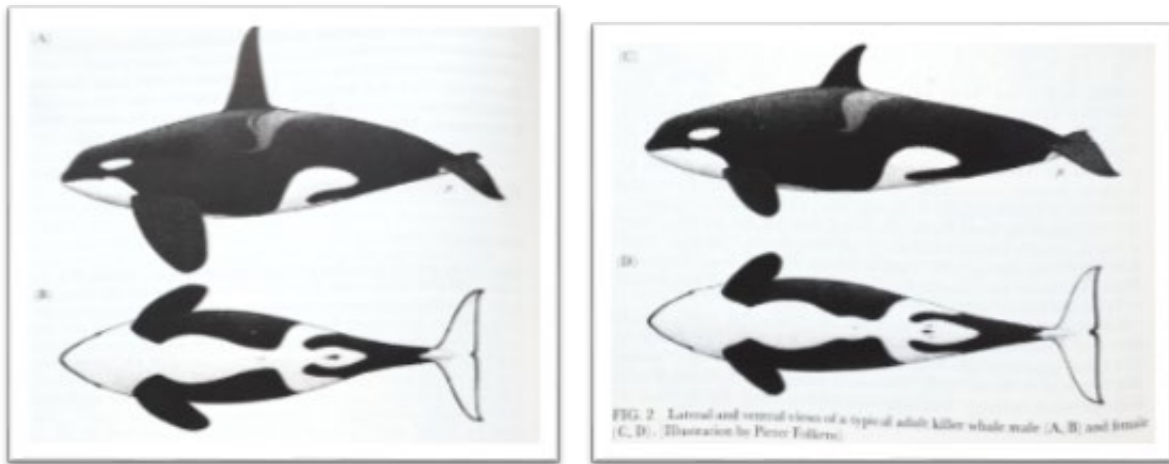 (A)
(B)
(C)
(D)
FIG. 2 Lateral and ventral views of a typical adult killer whale male (A, B) and female
(C, D). (Illustration by Pieter Folkens)